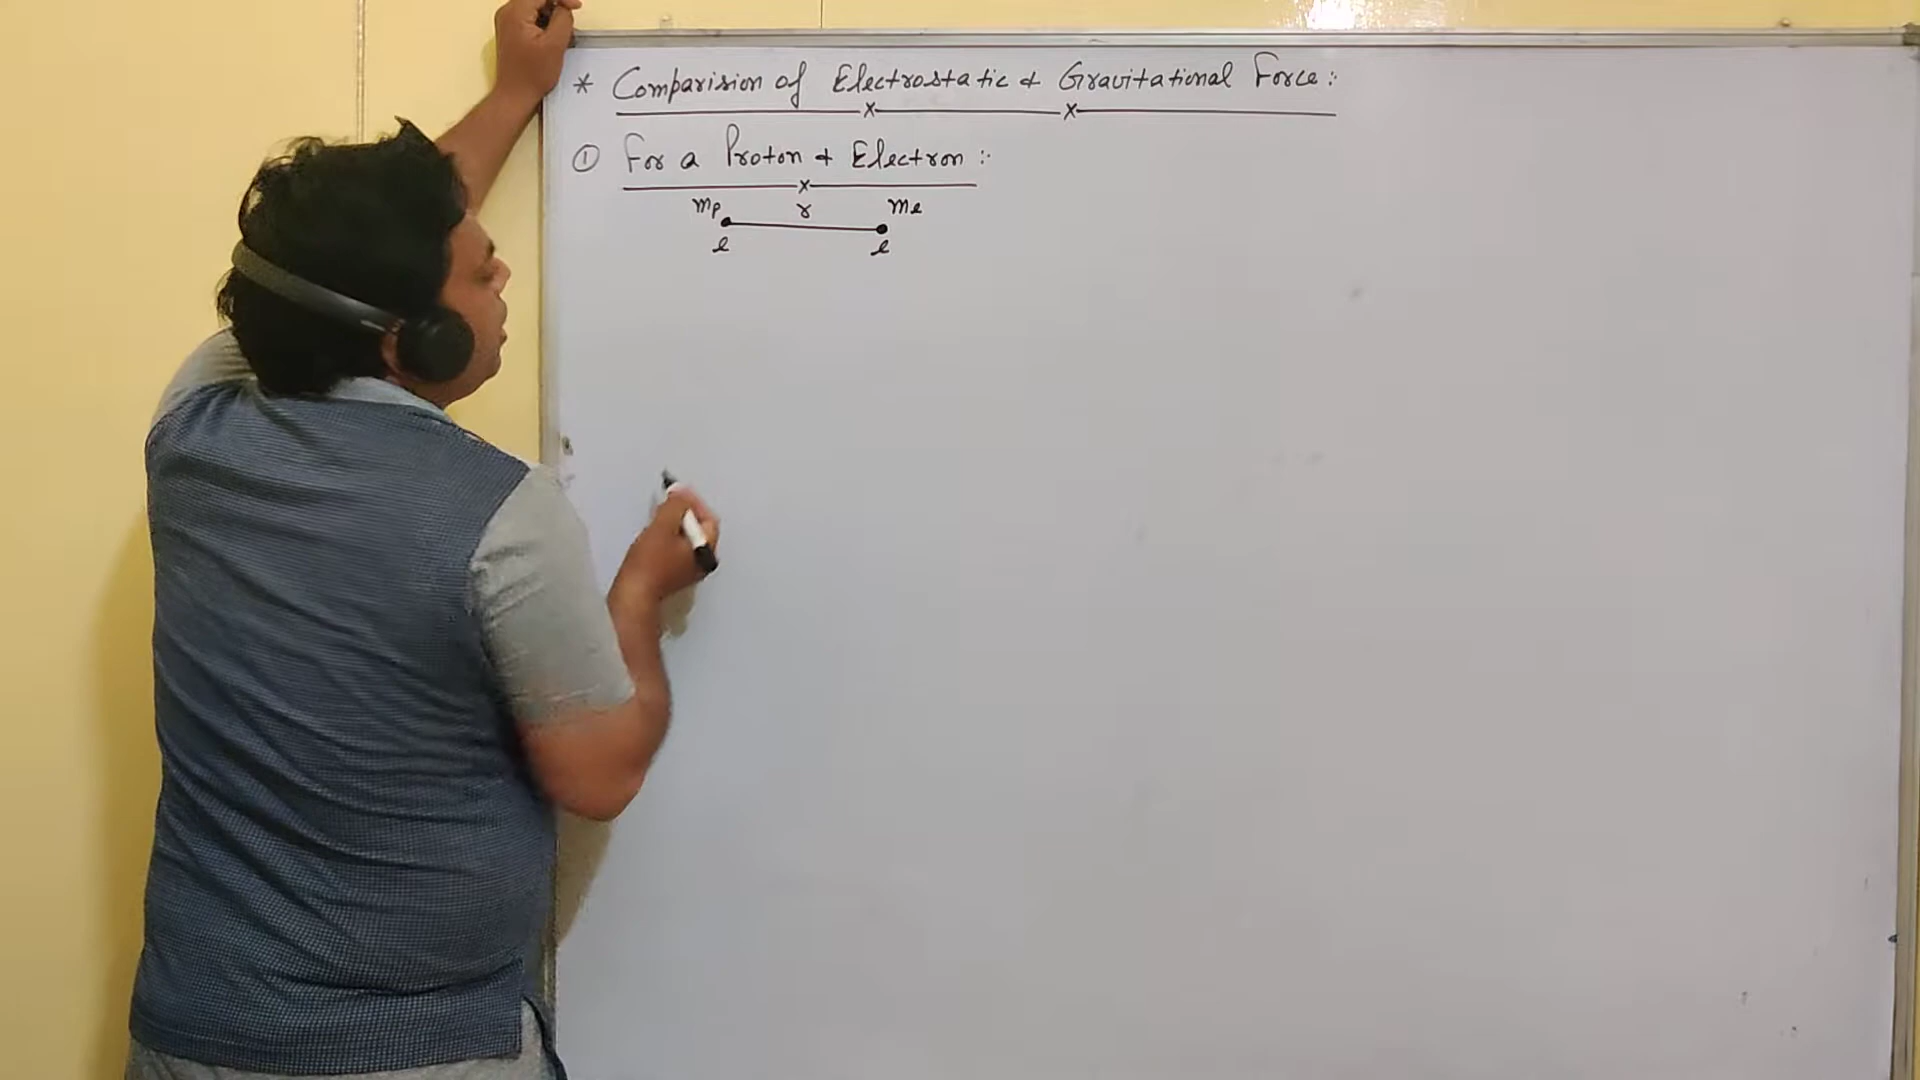 * Comparision of Electrostatic & Gravitational Force :
① For a Proton & Electron :
mp r me
e e